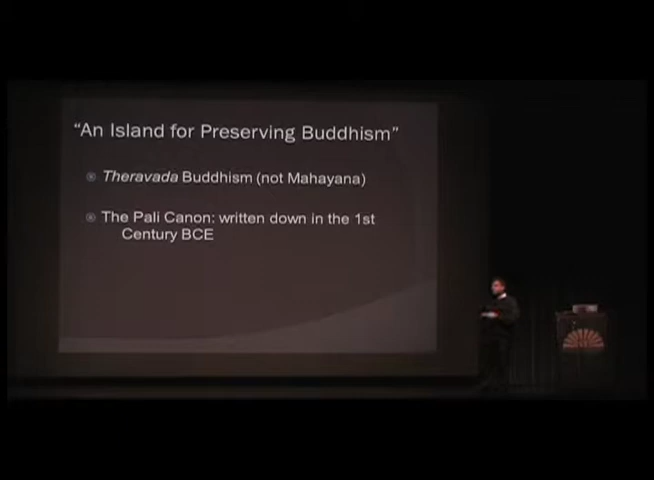 “An Island for Preserving Buddhism”
Theravada Buddhism (not Mahayana)
The Pali Canon: written down in the 1st
Century BCE